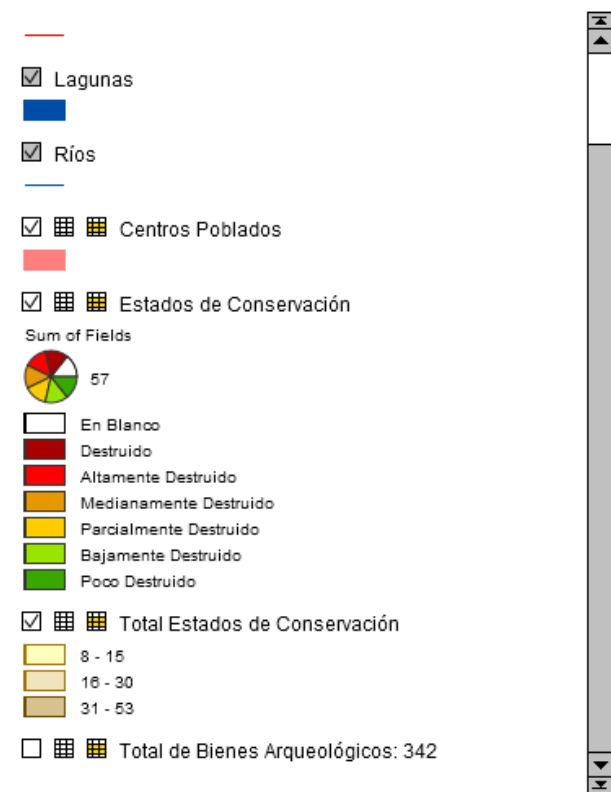 Lagunas
Ríos
Centros Poblados
Estados de Conservación
Sum of Fields
57
En Blanco
Destruido
Altamente Destruido
Medianamente Destruido
Parcialmente Destruido
Bajamente Destruido
Poco Destruido
Total Estados de Conservación
8 - 15
16 - 30
31 - 53
Total de Bienes Arqueológicos: 342